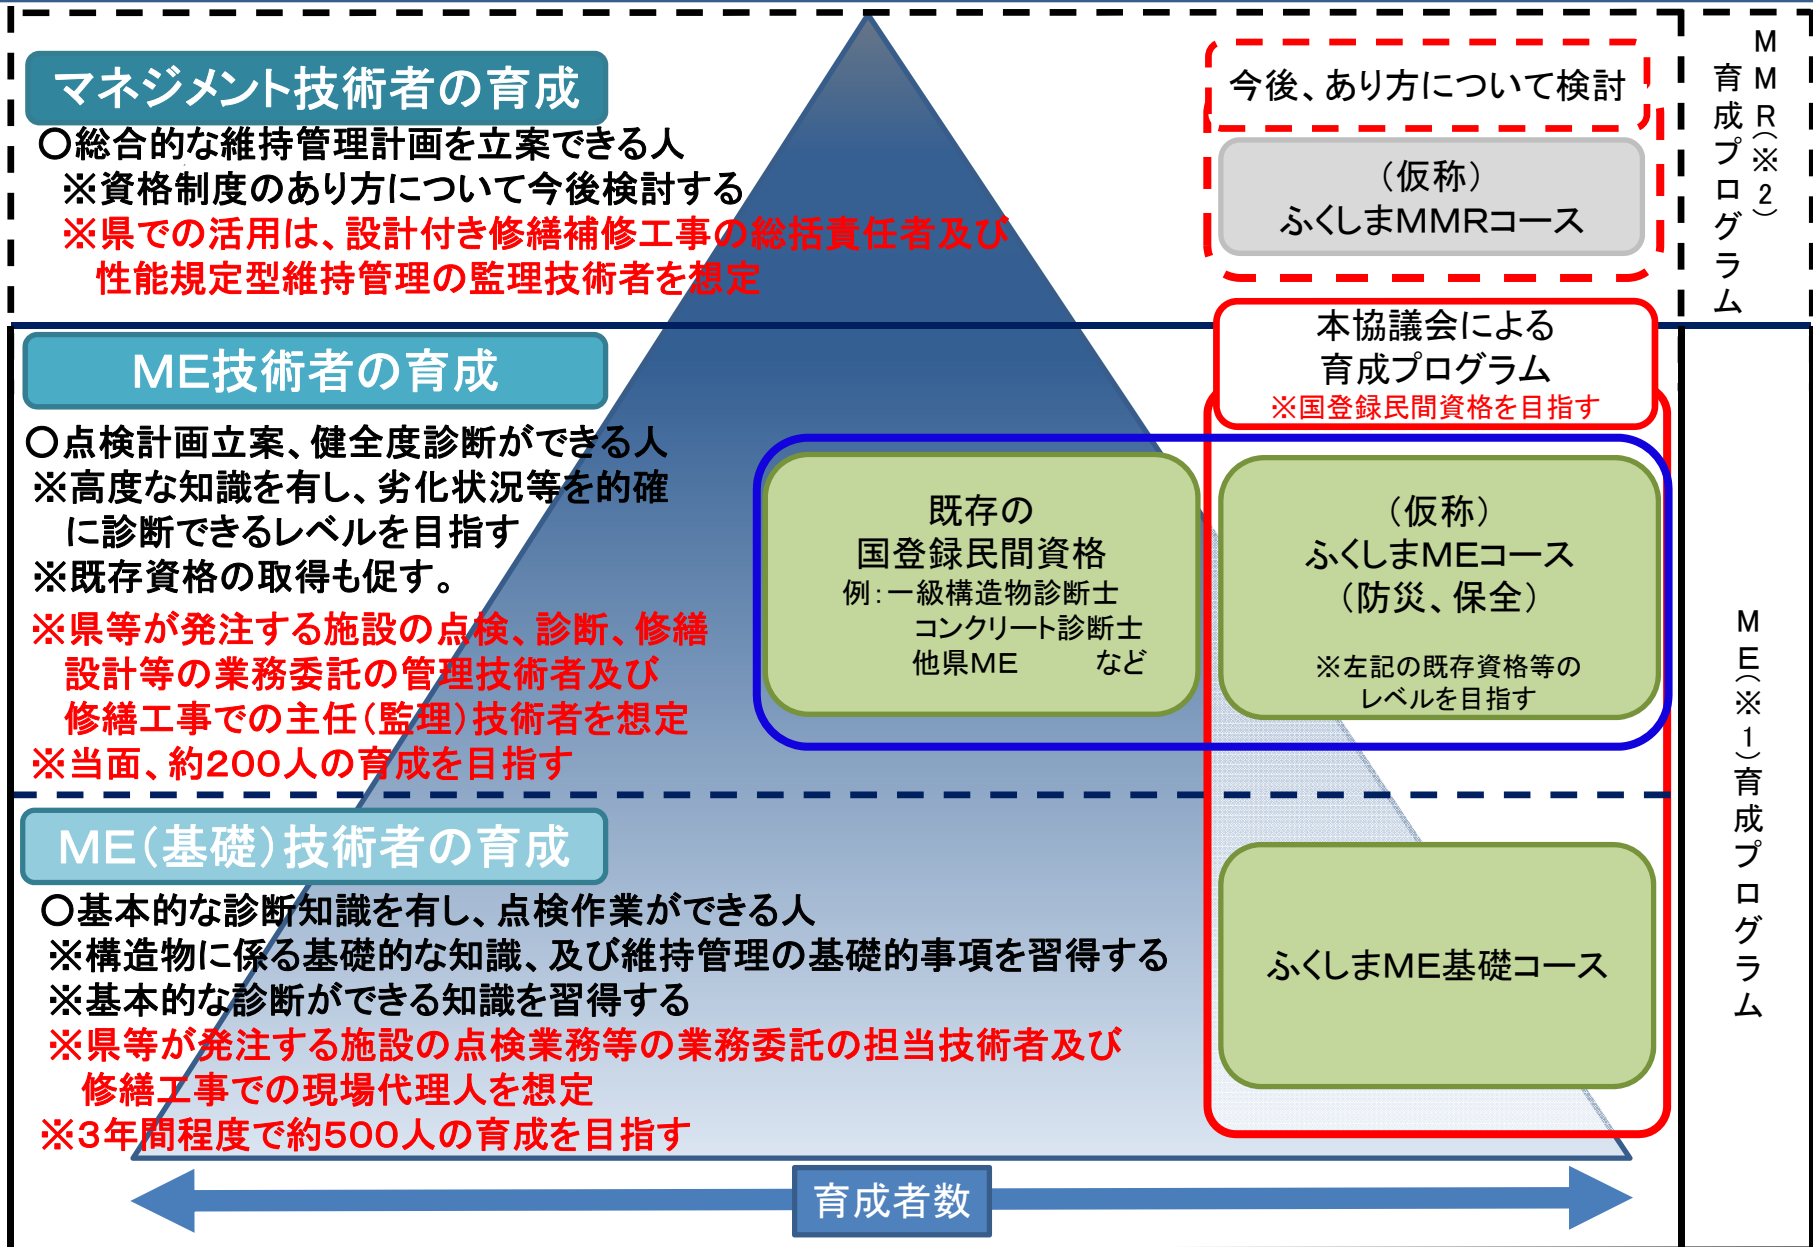 マネジメント技術者の育成
〇総合的な維持管理計画を立案できる人
※資格制度のあり方について今後検討する
※県での活用は、設計付き修繕補修工事の総括責任者及び
性能規定型維持管理の監理技術者を想定
今後、あり方について検討
（仮称）
ふくしまMMRコース
MMR（※2）
育成プログラム
ME技術者の育成
〇点検計画立案、健全度診断ができる人
※高度な知識を有し、劣化状況等を的確
に診断できるレベルを目指す
※既存資格の取得も促す。
※県等が発注する施設の点検、診断、修繕
設計等の業務委託の管理技術者及び
修繕工事での主任（監理）技術者を想定
※当面、約200人の育成を目指す
本協議会による
育成プログラム
※国登録民間資格を目指す
既存の
国登録民間資格
例：一級構造物診断士
コンクリート診断士
他県ME　　など
（仮称）
ふくしまMEコース
（防災、保全）
※左記の既存資格等の
レベルを目指す
ME（※1）育成プログラム
ME（基礎）技術者の育成
〇基本的な診断知識を有し、点検作業ができる人
※構造物に係る基礎的な知識、及び維持管理の基礎的事項を習得する
※基本的な診断ができる知識を習得する
※県等が発注する施設の点検業務等の業務委託の担当技術者及び
修繕工事での現場代理人を想定
※3年間程度で約500人の育成を目指す
ふくしまME基礎コース
育成者数